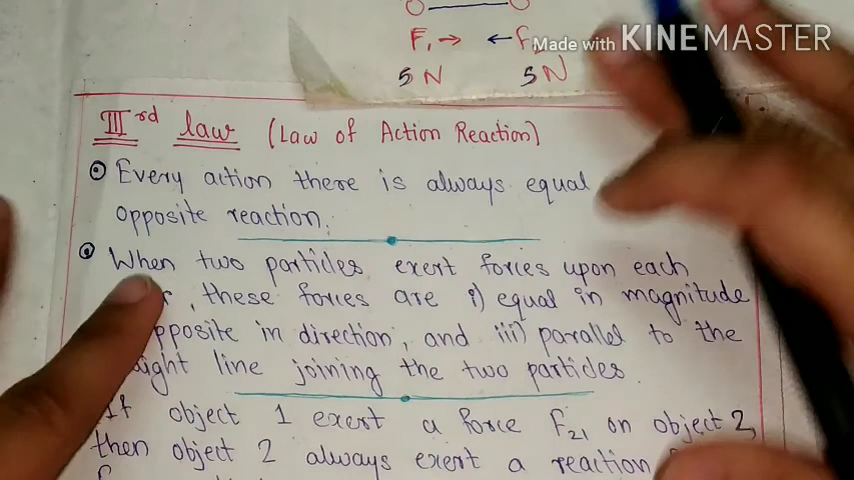 F₁→ ←F
5 N 5N
Made with KINEMASTER
IIIrd law (Law of Action Reaction)
Every action there is always equal
opposite reaction.
When two particles exert forces upon each
, these forces are i) equal in magnitude
opposite in direction, and iii) parallel to the
line joining the two particles.
If object 1 exert a force F₂₁ on object 2,
then object 2 always exert a reaction